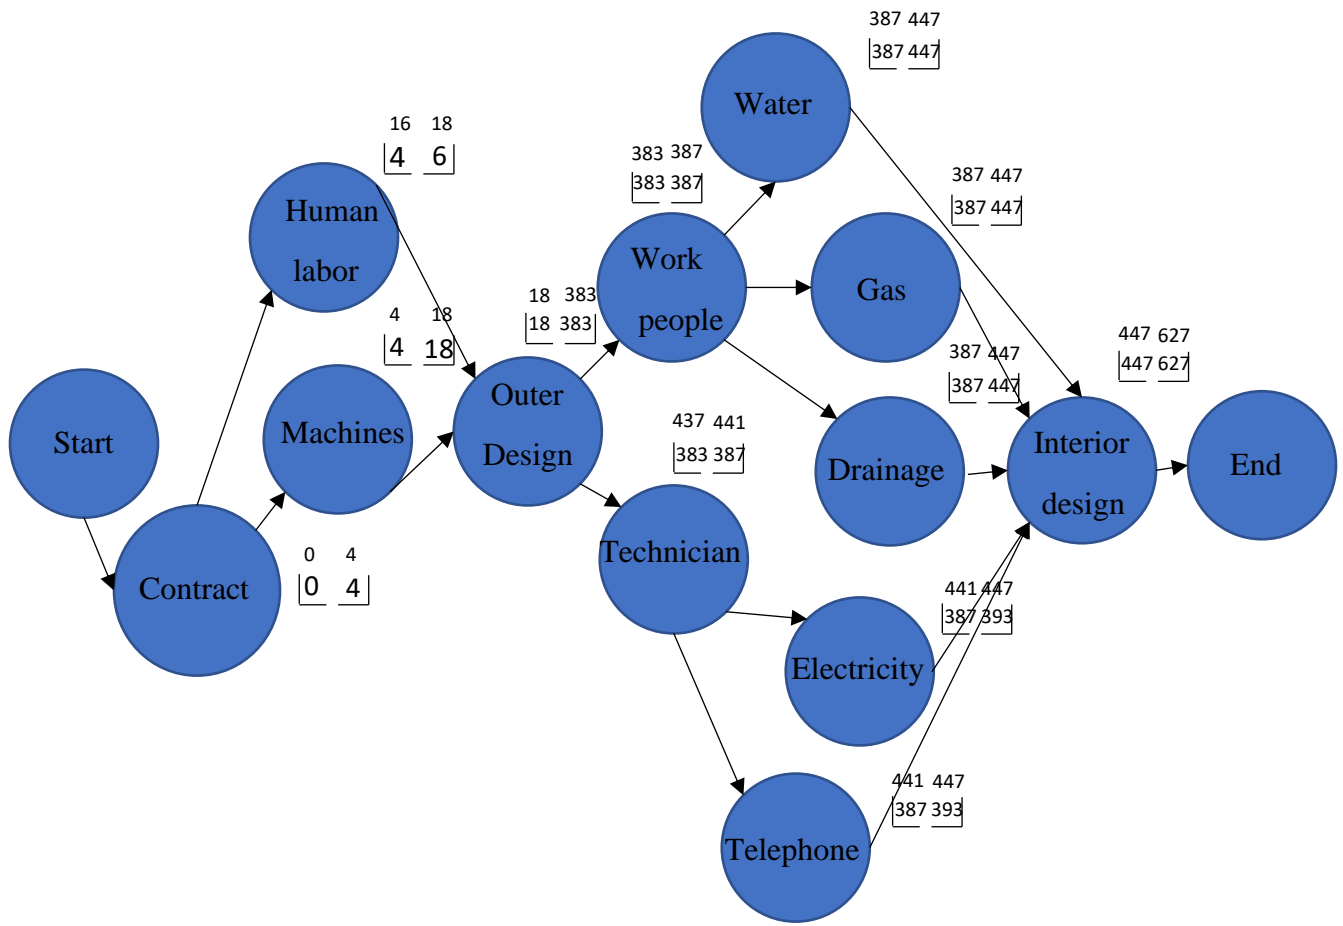 387 447
387 447
Water
16 18
4 6
383 387
383 387
387 447
387 447
Human
labor
Work
people
Gas
18 383
18 383
4 18
4 18
447 627
447 627
387 447
387 447
Outer
Design
Machines
Start
437 441
383 387
Drainage
Interior
design
End
Technician
0 4
0 4
Contract
441 447
387 393
Electricity
441 447
387 393
Telephone